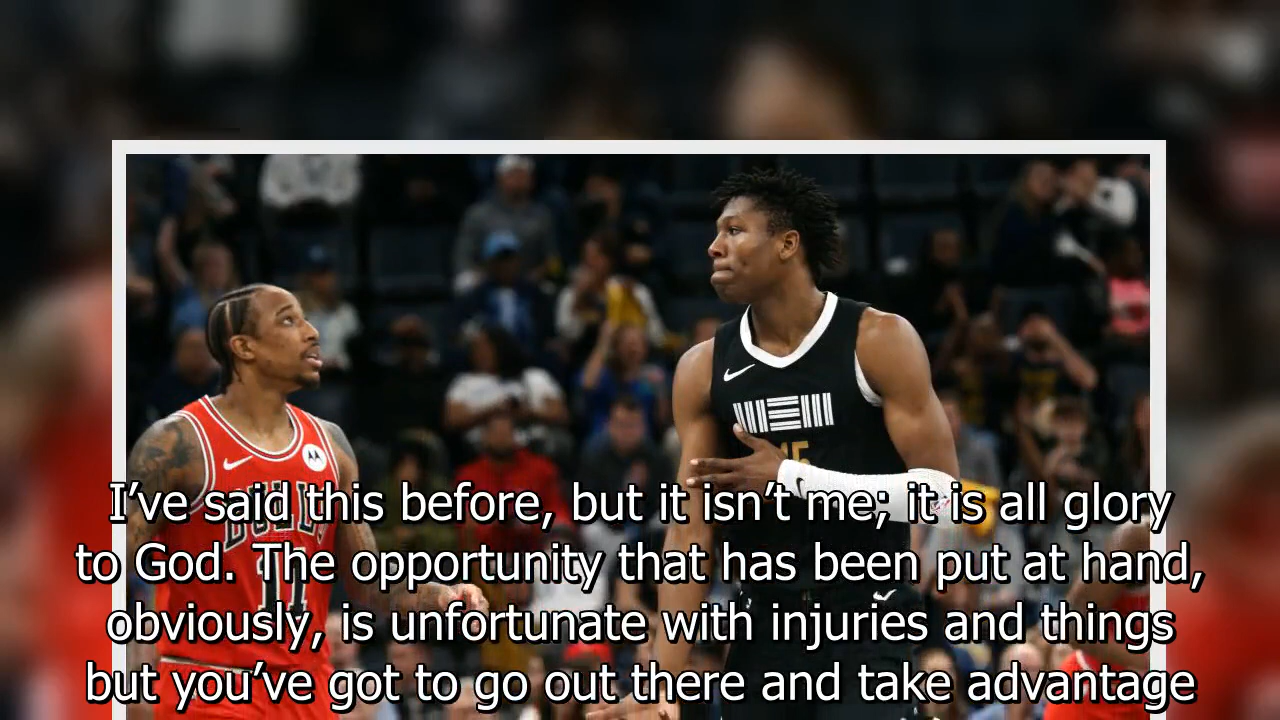 I’ve said this before, but it isn’t me; it is all glory
to God. The opportunity that has been put at hand,
obviously, is unfortunate with injuries and things
but you’ve got to go out there and take advantage
BULLS
11